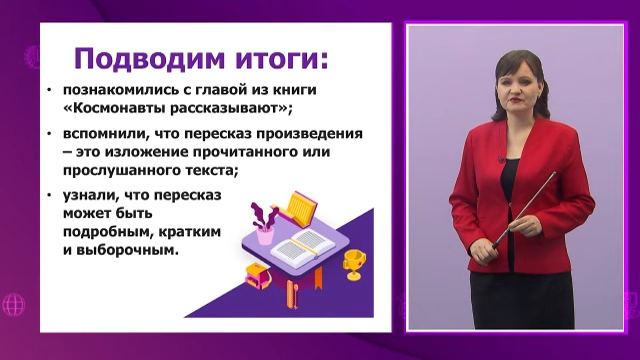 Подводим итоги:
• познакомились с главой из книги
«Космонавты рассказывают»;
• вспомнили, что пересказ произведения
– это изложение прочитанного или
прослушанного текста;
• узнали, что пересказ
может быть
подробным, кратким
и выборочным.